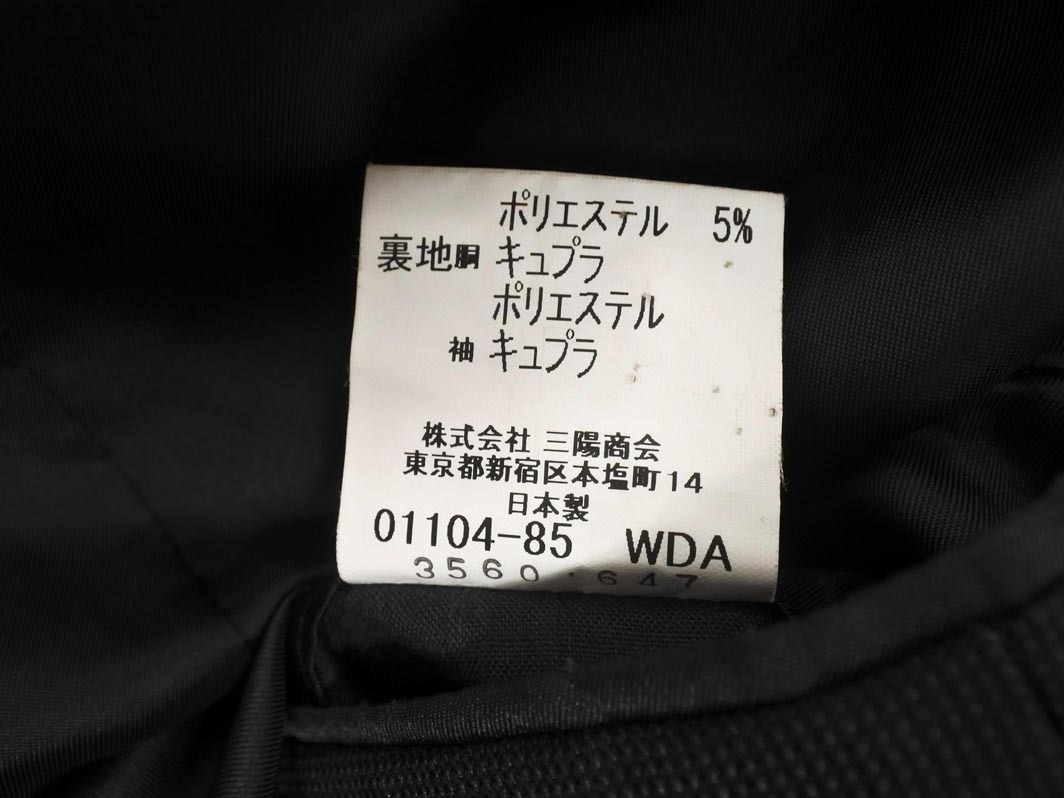 ポリエステル 5%
裏地胴 キュプラ
ポリエステル
袖 キュプラ
株式会社 三陽商会
東京都新宿区本塩町14
日本製
01104-85 WDA
3560・647